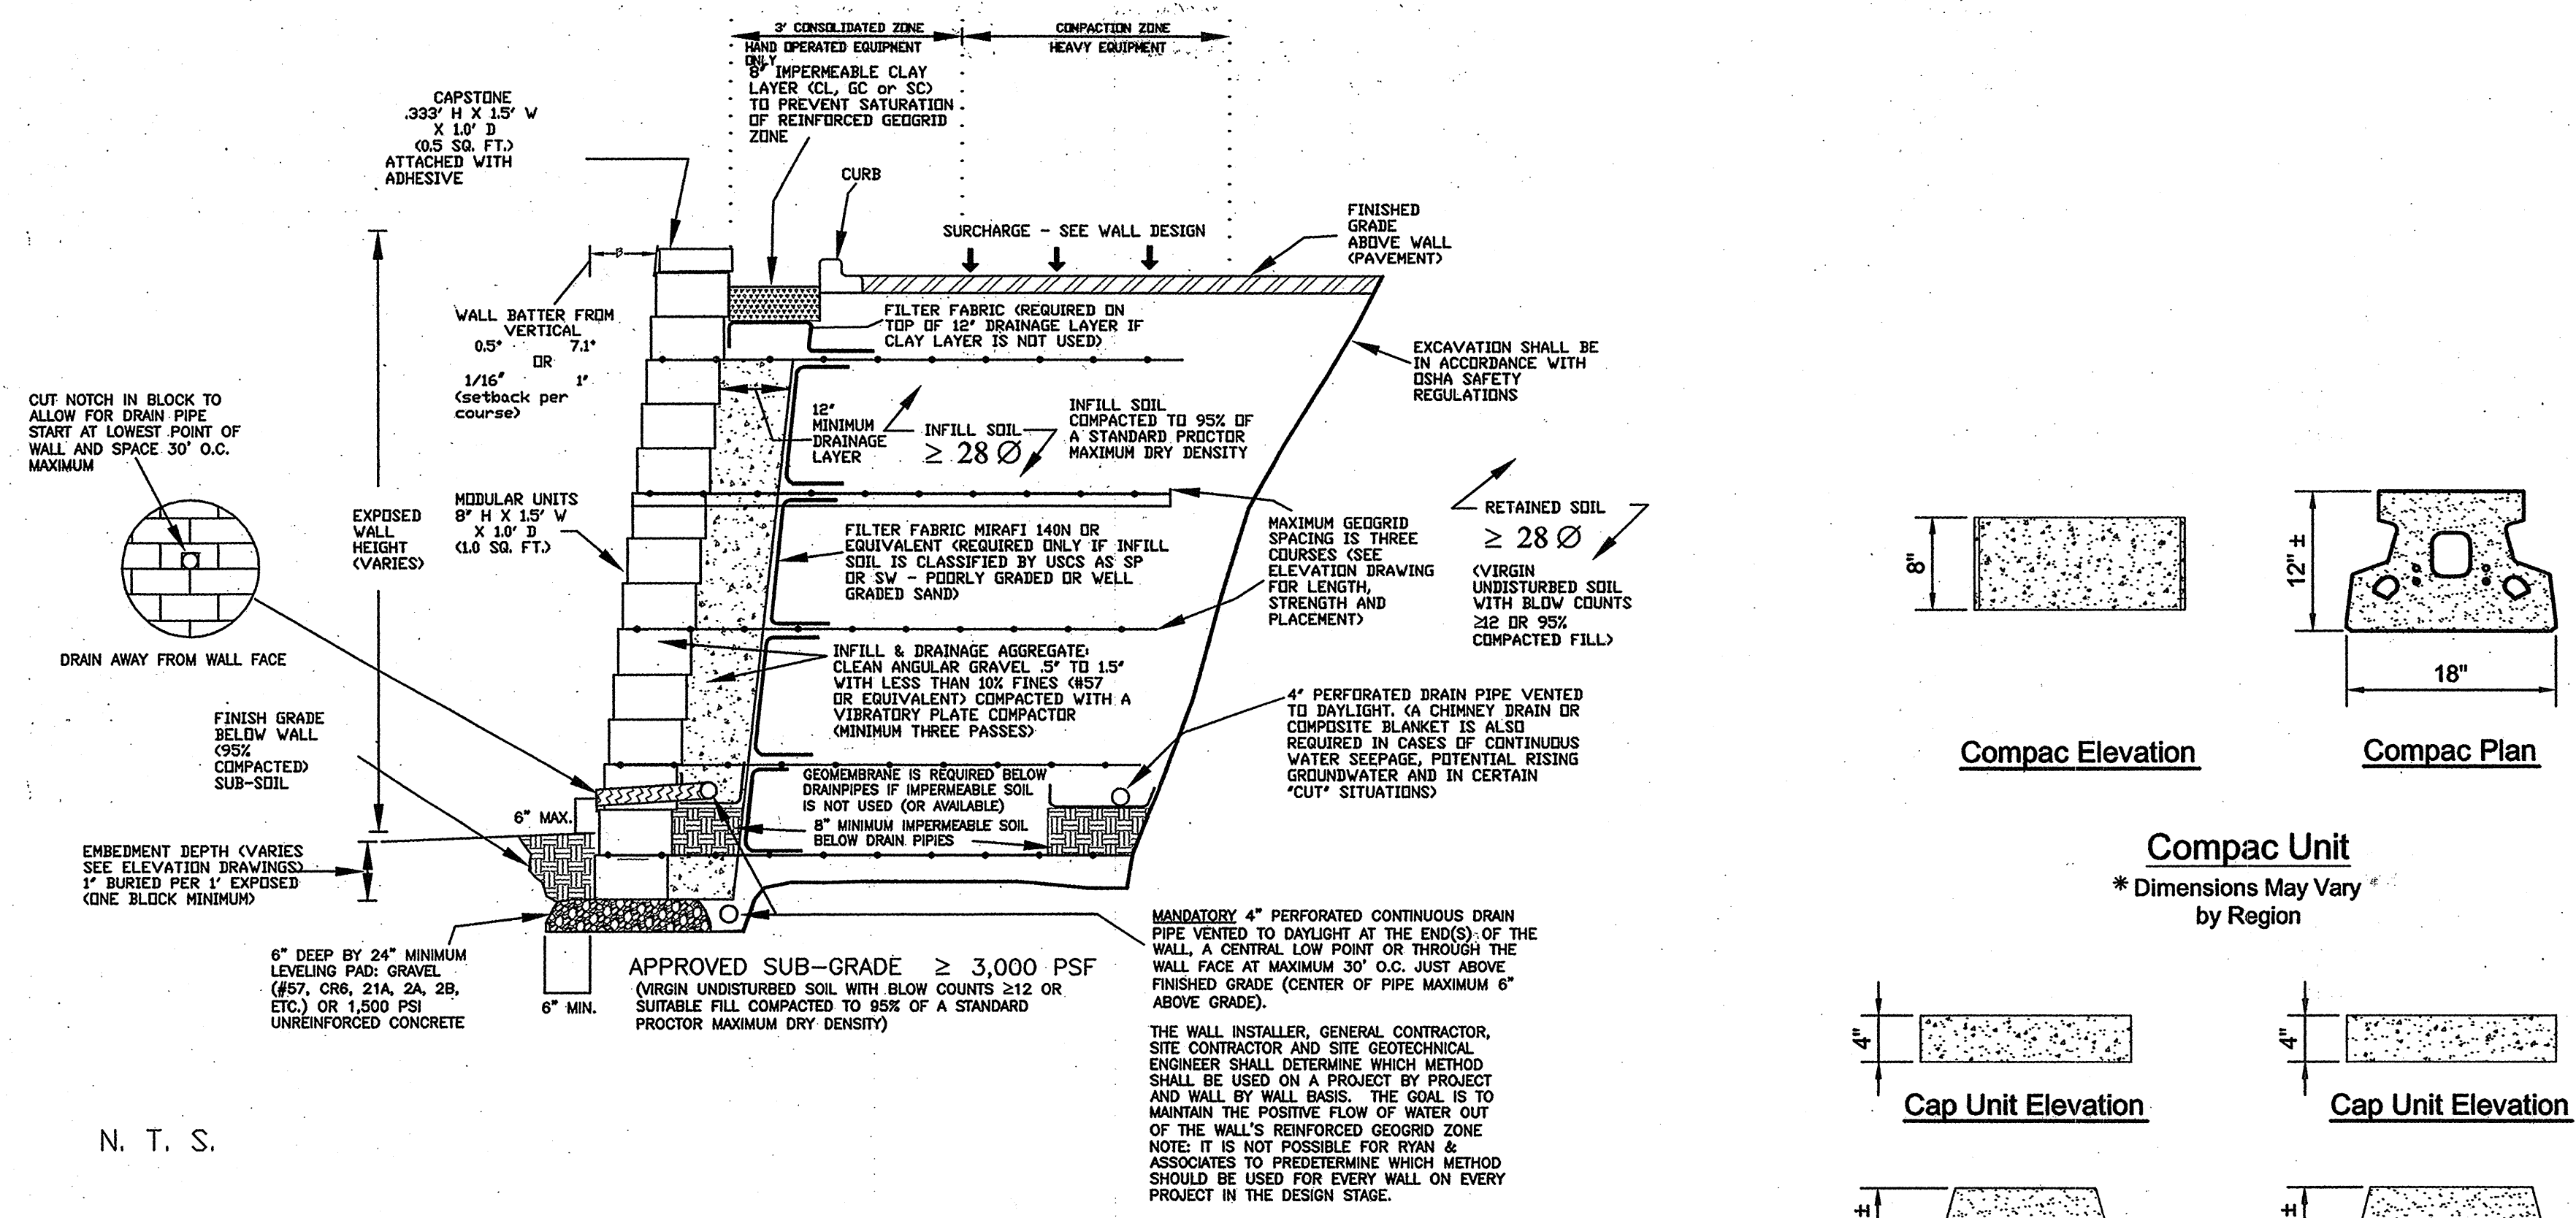 3' CONSOLIDATED ZONE
HAND OPERATED EQUIPMENT
ONLY
COMPACTION ZONE
HEAVY EQUIPMENT
8" IMPERMEABLE CLAY
LAYER (CL, GC or SC)
TO PREVENT SATURATION
OF REINFORCED GEOGRID
ZONE
CAPSTONE
.333' H X 1.5' W
X 1.0' D
(0.5 SQ. FT.)
ATTACHED WITH
ADHESIVE
CURB
SURCHARGE - SEE WALL DESIGN
FINISHED
GRADE
ABOVE WALL
(PAVEMENT)
B
WALL BATTER FROM
VERTICAL
0.5° 7.1°
OR
1/16" 1"
(setback per
course)
FILTER FABRIC (REQUIRED ON
TOP OF 12" DRAINAGE LAYER IF
CLAY LAYER IS NOT USED)
EXCAVATION SHALL BE
IN ACCORDANCE WITH
OSHA SAFETY
REGULATIONS
CUT NOTCH IN BLOCK TO
ALLOW FOR DRAIN PIPE
START AT LOWEST POINT OF
WALL AND SPACE 30' O.C.
MAXIMUM
12"
MINIMUM
DRAINAGE
LAYER
INFILL SOIL
≥ 28 Ø
INFILL SOIL
COMPACTED TO 95% OF
A STANDARD PROCTOR
MAXIMUM DRY DENSITY
EXPOSED
WALL
HEIGHT
(VARIES)
MODULAR UNITS
8" H X 1.5' W
X 1.0' D
(1.0 SQ. FT.)
FILTER FABRIC MIRAFI 140N OR
EQUIVALENT (REQUIRED ONLY IF INFILL
SOIL IS CLASSIFIED BY USCS AS SP
OR SW - POORLY GRADED OR WELL
GRADED SAND)
MAXIMUM GEOGRID
SPACING IS THREE
COURSES (SEE
ELEVATION DRAWING
FOR LENGTH,
STRENGTH AND
PLACEMENT)
RETAINED SOIL
≥ 28 Ø
(VIRGIN
UNDISTURBED SOIL
WITH BLOW COUNTS
≥12 OR 95%
COMPACTED FILL)
DRAIN AWAY FROM WALL FACE
INFILL & DRAINAGE AGGREGATE:
CLEAN ANGULAR GRAVEL .5" TO 1.5"
WITH LESS THAN 10% FINES (#57
OR EQUIVALENT) COMPACTED WITH A
VIBRATORY PLATE COMPACTOR
(MINIMUM THREE PASSES)
4" PERFORATED DRAIN PIPE VENTED
TO DAYLIGHT. (A CHIMNEY DRAIN OR
COMPOSITE BLANKET IS ALSO
REQUIRED IN CASES OF CONTINUOUS
WATER SEEPAGE, POTENTIAL RISING
GROUNDWATER AND IN CERTAIN
"CUT" SITUATIONS)
FINISH GRADE
BELOW WALL
(95%
COMPACTED)
SUB-SOIL
GEOMEMBRANE IS REQUIRED BELOW
DRAINPIPES IF IMPERMEABLE SOIL
IS NOT USED (OR AVAILABLE)
6" MAX.
8" MINIMUM IMPERMEABLE SOIL
BELOW DRAIN PIPIES
EMBEDMENT DEPTH (VARIES
SEE ELEVATION DRAWINGS)
1" BURIED PER 1' EXPOSED
(ONE BLOCK MINIMUM)
6" DEEP BY 24" MINIMUM
LEVELING PAD: GRAVEL
(#57, CR6, 21A, 2A, 2B,
ETC.) OR 1,500 PSI
UNREINFORCED CONCRETE
6" MIN.
APPROVED SUB-GRADE ≥ 3,000 PSF
(VIRGIN UNDISTURBED SOIL WITH BLOW COUNTS ≥12 OR
SUITABLE FILL COMPACTED TO 95% OF A STANDARD
PROCTOR MAXIMUM DRY DENSITY)
MANDATORY 4" PERFORATED CONTINUOUS DRAIN
PIPE VENTED TO DAYLIGHT AT THE END(S) OF THE
WALL, A CENTRAL LOW POINT OR THROUGH THE
WALL FACE AT MAXIMUM 30' O.C. JUST ABOVE
FINISHED GRADE (CENTER OF PIPE MAXIMUM 6"
ABOVE GRADE).
THE WALL INSTALLER, GENERAL CONTRACTOR,
SITE CONTRACTOR AND SITE GEOTECHNICAL
ENGINEER SHALL DETERMINE WHICH METHOD
SHALL BE USED ON A PROJECT BY PROJECT
AND WALL BY WALL BASIS. THE GOAL IS TO
MAINTAIN THE POSITIVE FLOW OF WATER OUT
OF THE WALL'S REINFORCED GEOGRID ZONE
NOTE: IT IS NOT POSSIBLE FOR RYAN &
ASSOCIATES TO PREDETERMINE WHICH METHOD
SHOULD BE USED FOR EVERY WALL ON EVERY
PROJECT IN THE DESIGN STAGE.
N. T. S.
8"
12" ±
18"
Compac Elevation
Compac Plan
Compac Unit
* Dimensions May Vary
by Region
4"
4"
Cap Unit Elevation
Cap Unit Elevation
±
±